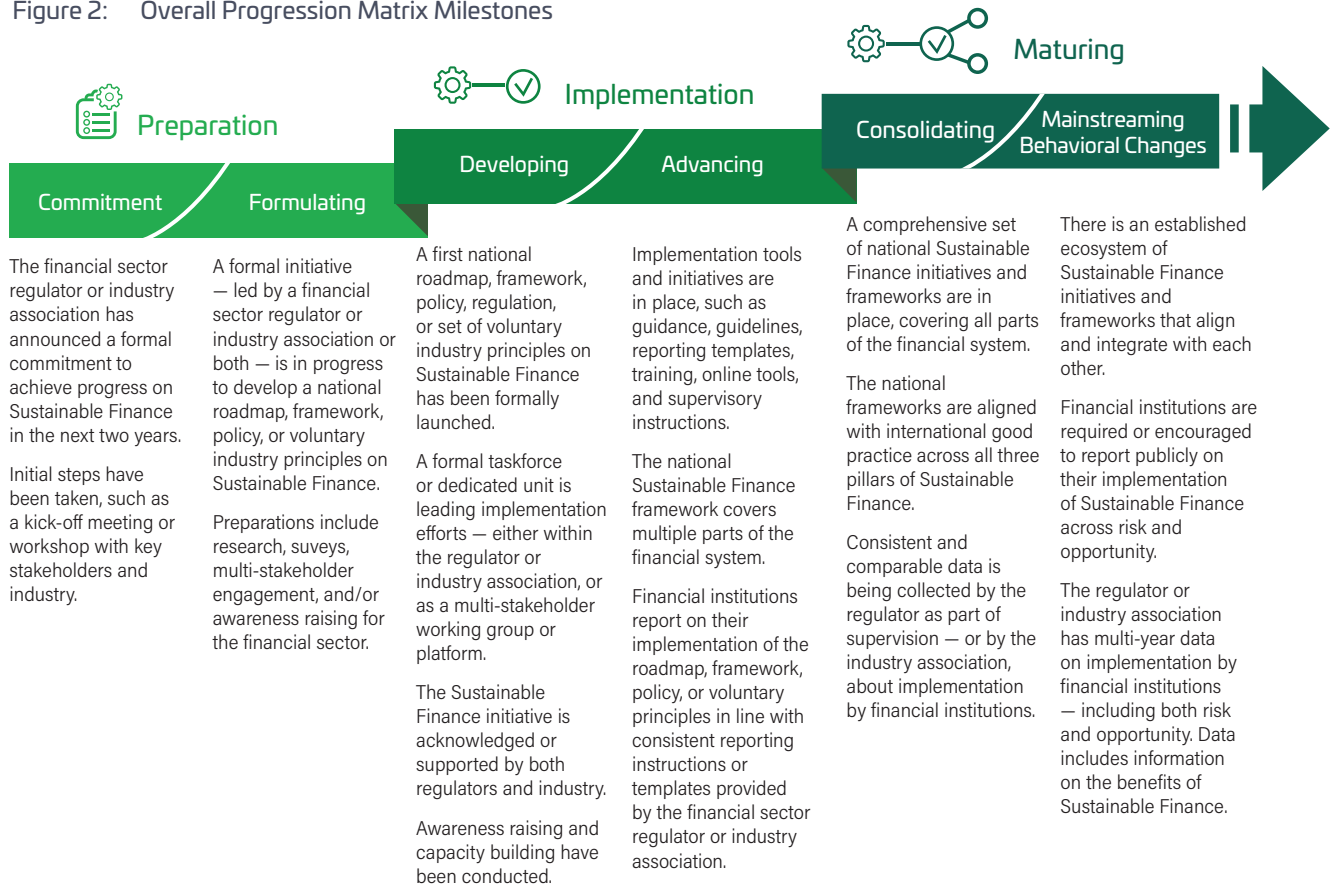 Figure 2: Overall Progression Matrix Milestones
Preparation
Commitment
Formulating
The financial sector
regulator or industry
association has
announced a formal
commitment to
achieve progress on
Sustainable Finance
in the next two years.
Initial steps have
been taken, such as
a kick-off meeting or
workshop with key
stakeholders and
industry.
A formal initiative
— led by a financial
sector regulator or
industry association or
both — is in progress
to develop a national
roadmap, framework,
policy, or voluntary
industry principles on
Sustainable Finance.
Preparations include
research, suveys,
multi-stakeholder
engagement, and/or
awareness raising for
the financial sector.
Implementation
Developing
Advancing
A first national
roadmap, framework,
policy, regulation,
or set of voluntary
industry principles on
Sustainable Finance
has been formally
launched.
A formal taskforce
or dedicated unit is
leading implementation
efforts — either within
the regulator or
industry association, or
as a multi-stakeholder
working group or
platform.
The Sustainable
Finance initiative is
acknowledged or
supported by both
regulators and industry.
Awareness raising and
capacity building have
been conducted.
Implementation tools
and initiatives are
in place, such as
guidance, guidelines,
reporting templates,
training, online tools,
and supervisory
instructions.
The national
Sustainable Finance
framework covers
multiple parts of the
financial system.
Financial institutions
report on their
implementation of the
roadmap, framework,
policy, or voluntary
principles in line with
consistent reporting
instructions or
templates provided
by the financial sector
regulator or industry
association.
Maturing
Consolidating
Mainstreaming
Behavioral Changes
A comprehensive set
of national Sustainable
Finance initiatives and
frameworks are in
place, covering all parts
of the financial system.
The national
frameworks are aligned
with international good
practice across all three
pillars of Sustainable
Finance.
Consistent and
comparable data is
being collected by the
regulator as part of
supervision — or by the
industry association,
about implementation
by financial institutions.
There is an established
ecosystem of
Sustainable Finance
initiatives and
frameworks that align
and integrate with each
other.
Financial institutions are
required or encouraged
to report publicly on
their implementation
of Sustainable Finance
across risk and
opportunity.
The regulator or
industry association
has multi-year data
on implementation by
financial institutions
— including both risk
and opportunity. Data
includes information
on the benefits of
Sustainable Finance.